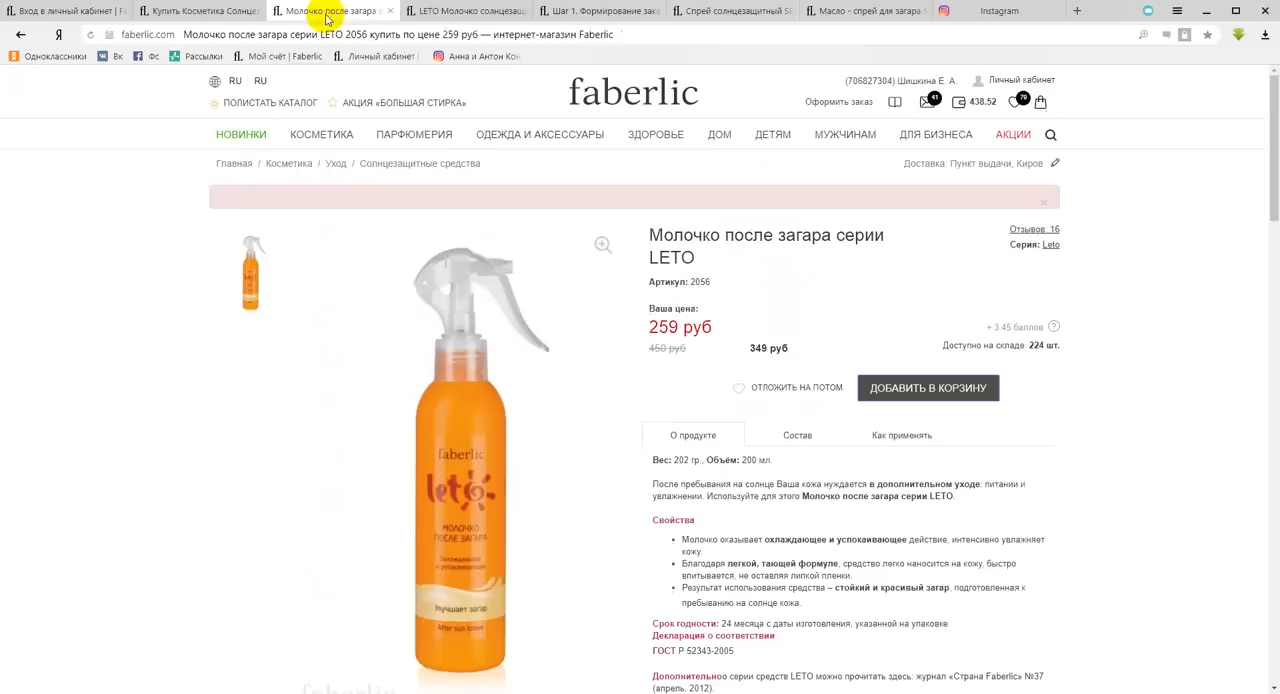 Вход в личный кабинет | Fa
Купить Косметика Солнцез
Молочко после загара с
LETO Молочко солнцезащ
Шаг 1. Формирование зака
Спрей солнцезащитный SP
Масло - спрей для загара S
Instagram
faberlic.com Молочко после загара серии LETO 2056 купить по цене 259 руб — интернет-магазин Faberlic
Одноклассники Вк Фс Рассылки Мой счёт | Faberlic Личный кабинет Анна и Антон Кон
RU RU
(706827304) Шишкина Е. А. Личный кабинет
ПОЛИСТАТЬ КАТАЛОГ АКЦИЯ «БОЛЬШАЯ СТИРКА»
faberlic
Оформить заказ 41 438.52 79
НОВИНКИ КОСМЕТИКА ПАРФЮМЕРИЯ ОДЕЖДА И АКСЕССУАРЫ ЗДОРОВЬЕ ДОМ ДЕТЯМ МУЖЧИНАМ ДЛЯ БИЗНЕСА АКЦИИ
Главная / Косметика / Уход / Солнцезащитные средства
Доставка: Пункт выдачи, Киров
Молочко после загара серии
LETO
Отзывов: 16
Серия: Leto
Артикул: 2056
Ваша цена:
259 руб
+ 3.45 баллов
450 руб 349 руб
Доступно на складе: 224 шт.
ОТЛОЖИТЬ НА ПОТОМ ДОБАВИТЬ В КОРЗИНУ
О продукте Состав Как применять
Вес: 202 гр., Объём: 200 мл.
После пребывания на солнце Ваша кожа нуждается в дополнительном уходе: питании и
увлажнении. Используйте для этого Молочко после загара серии LETO.
Свойства
Молочко оказывает охлаждающее и успокаивающее действие, интенсивно увлажняет
кожу.
Благодаря легкой, тающей формуле, средство легко наносится на кожу, быстро
впитывается, не оставляя липкой пленки.
Результат использования средства – стойкий и красивый загар, подготовленная к
пребыванию на солнце кожа.
Срок годности: 24 месяца с даты изготовления, указанной на упаковке.
Декларация о соответствии
ГОСТ Р 52343-2005
Дополнительноо серии средств LETO можно прочитать здесь: журнал «Страна Faberlic» №37
(апрель, 2012).
faberlic
leto
МОЛОЧКО
ПОСЛЕ ЗАГАРА
Охлаждающее
и увлажняющее
Улучшает загар
After sun lotion
faberlic